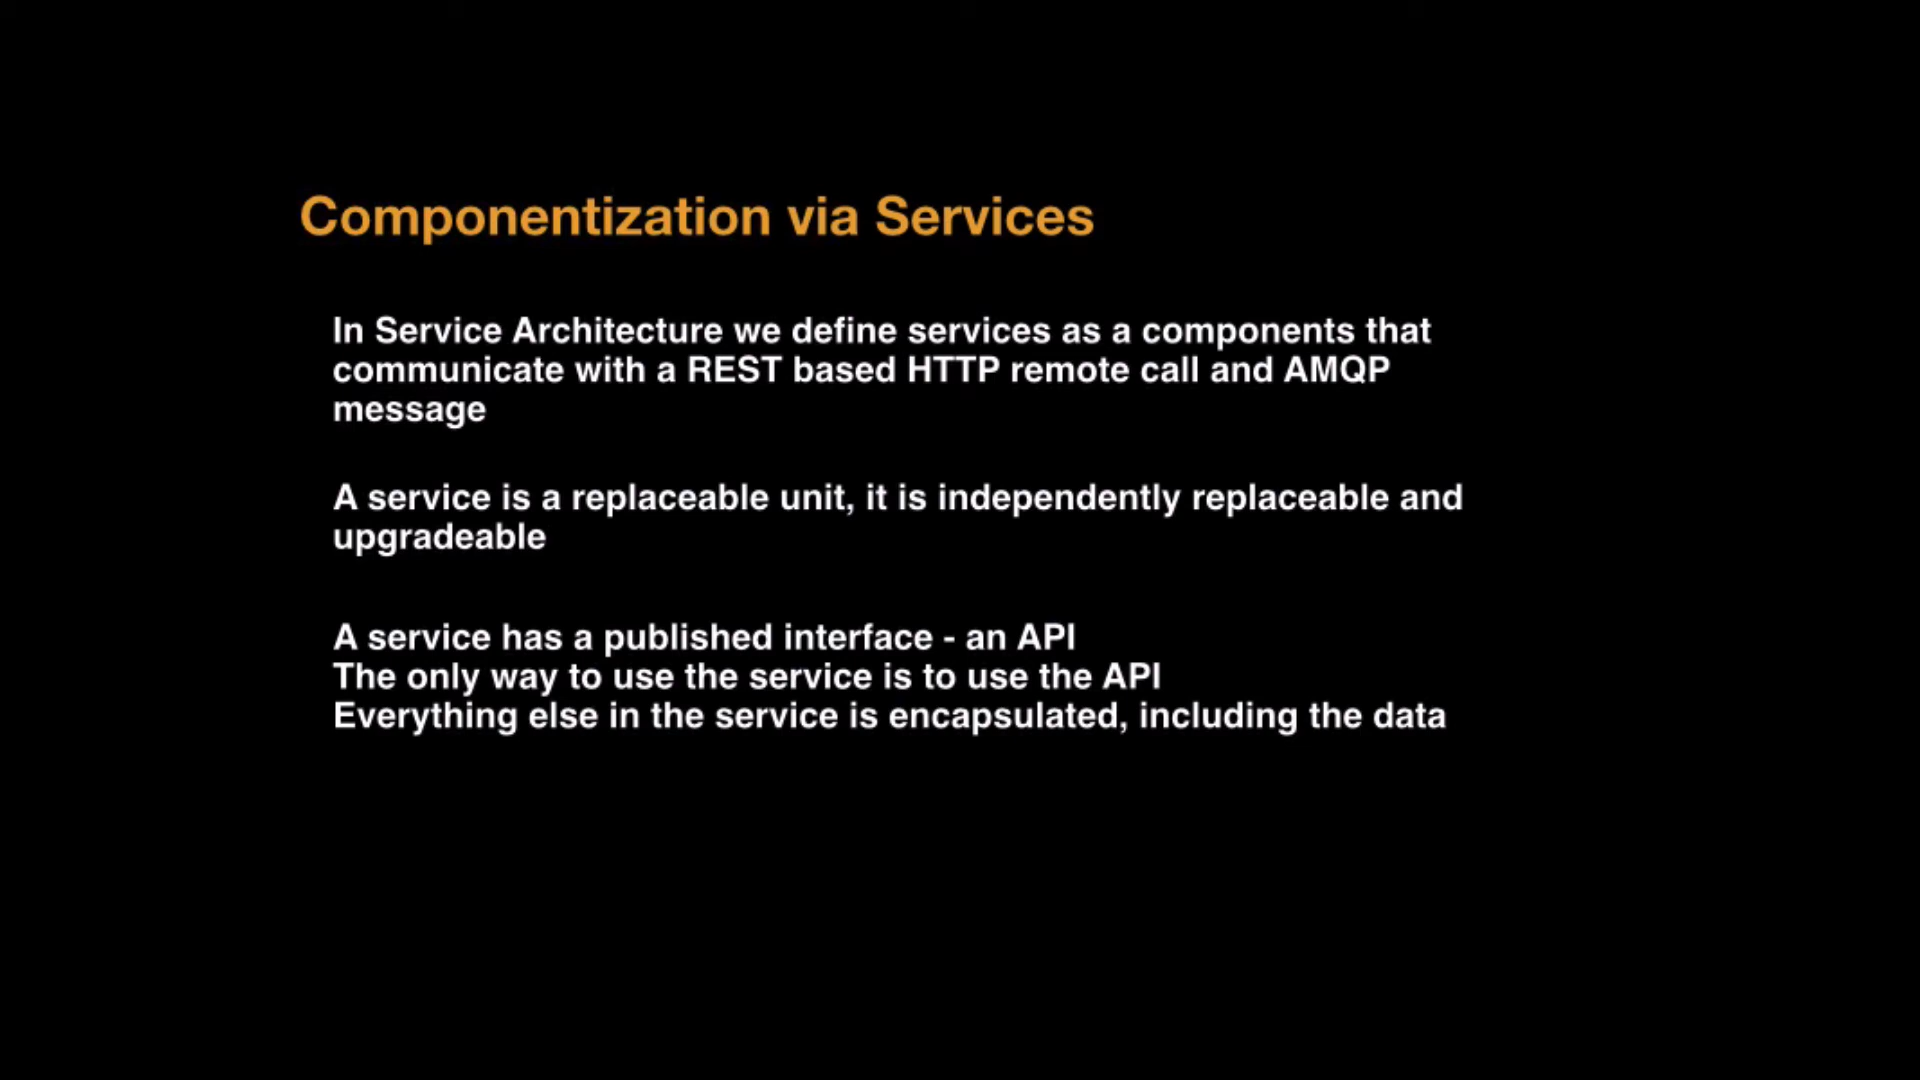 Componentization via Services
In Service Architecture we define services as a components that
communicate with a REST based HTTP remote call and AMQP
message
A service is a replaceable unit, it is independently replaceable and
upgradeable
A service has a published interface - an API
The only way to use the service is to use the API
Everything else in the service is encapsulated, including the data